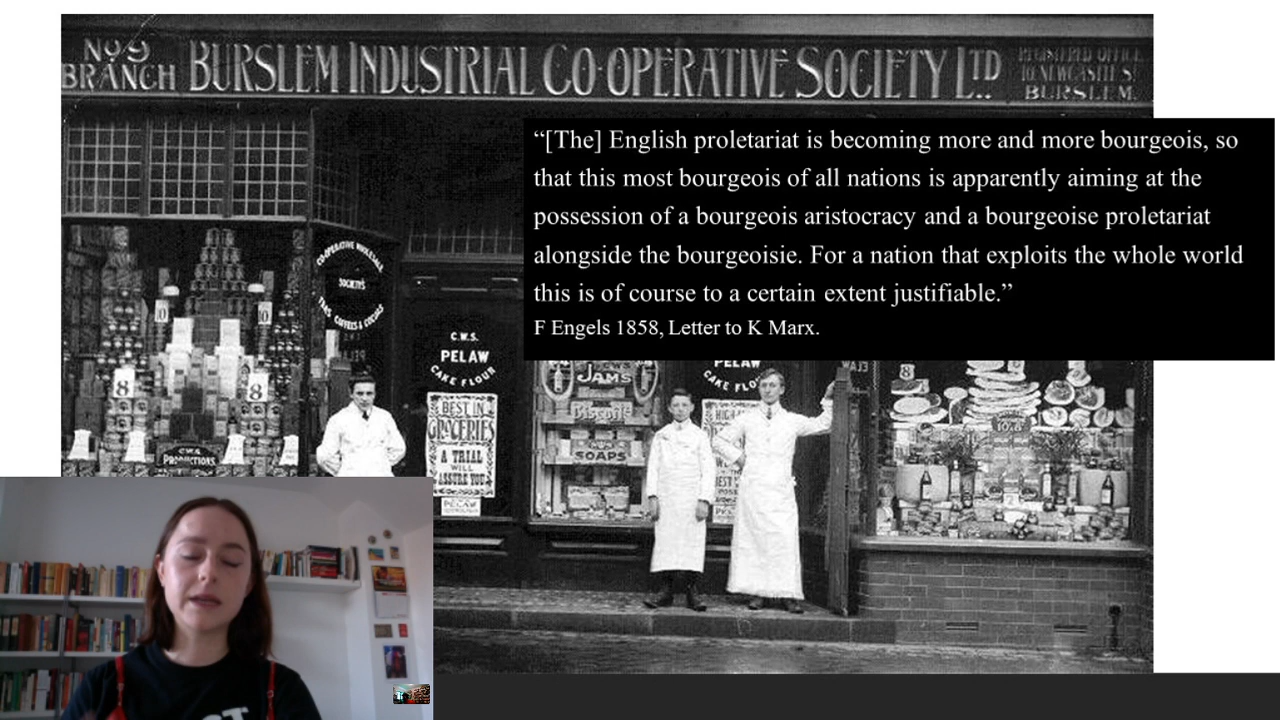 No 9
BRANCH
BURSLEM INDUSTRIAL CO-OPERATIVE SOCIETY LTD
REGISTERED OFFICE
NEWCASTLE ST
BURSLEM.
“[The] English proletariat is becoming more and more bourgeois, so
that this most bourgeois of all nations is apparently aiming at the
possession of a bourgeois aristocracy and a bourgeoise proletariat
alongside the bourgeoisie. For a nation that exploits the whole world
this is of course to a certain extent justifiable.”
F Engels 1858, Letter to K Marx.
CO-OPERATIVE WHOLESALE
SOCIETY'S
TEAS COFFEES & COCOAS
C.W.S.
PELAW
CAKE FLOUR
BEST IN
GROCERIES
A TRIAL
WILL
ASSURE YOU
PELAW
8
8
C.W.S.
PRODUCTIONS
JAMS
BISCUITS
SOAPS
PELAW
CAKE FLOU
8